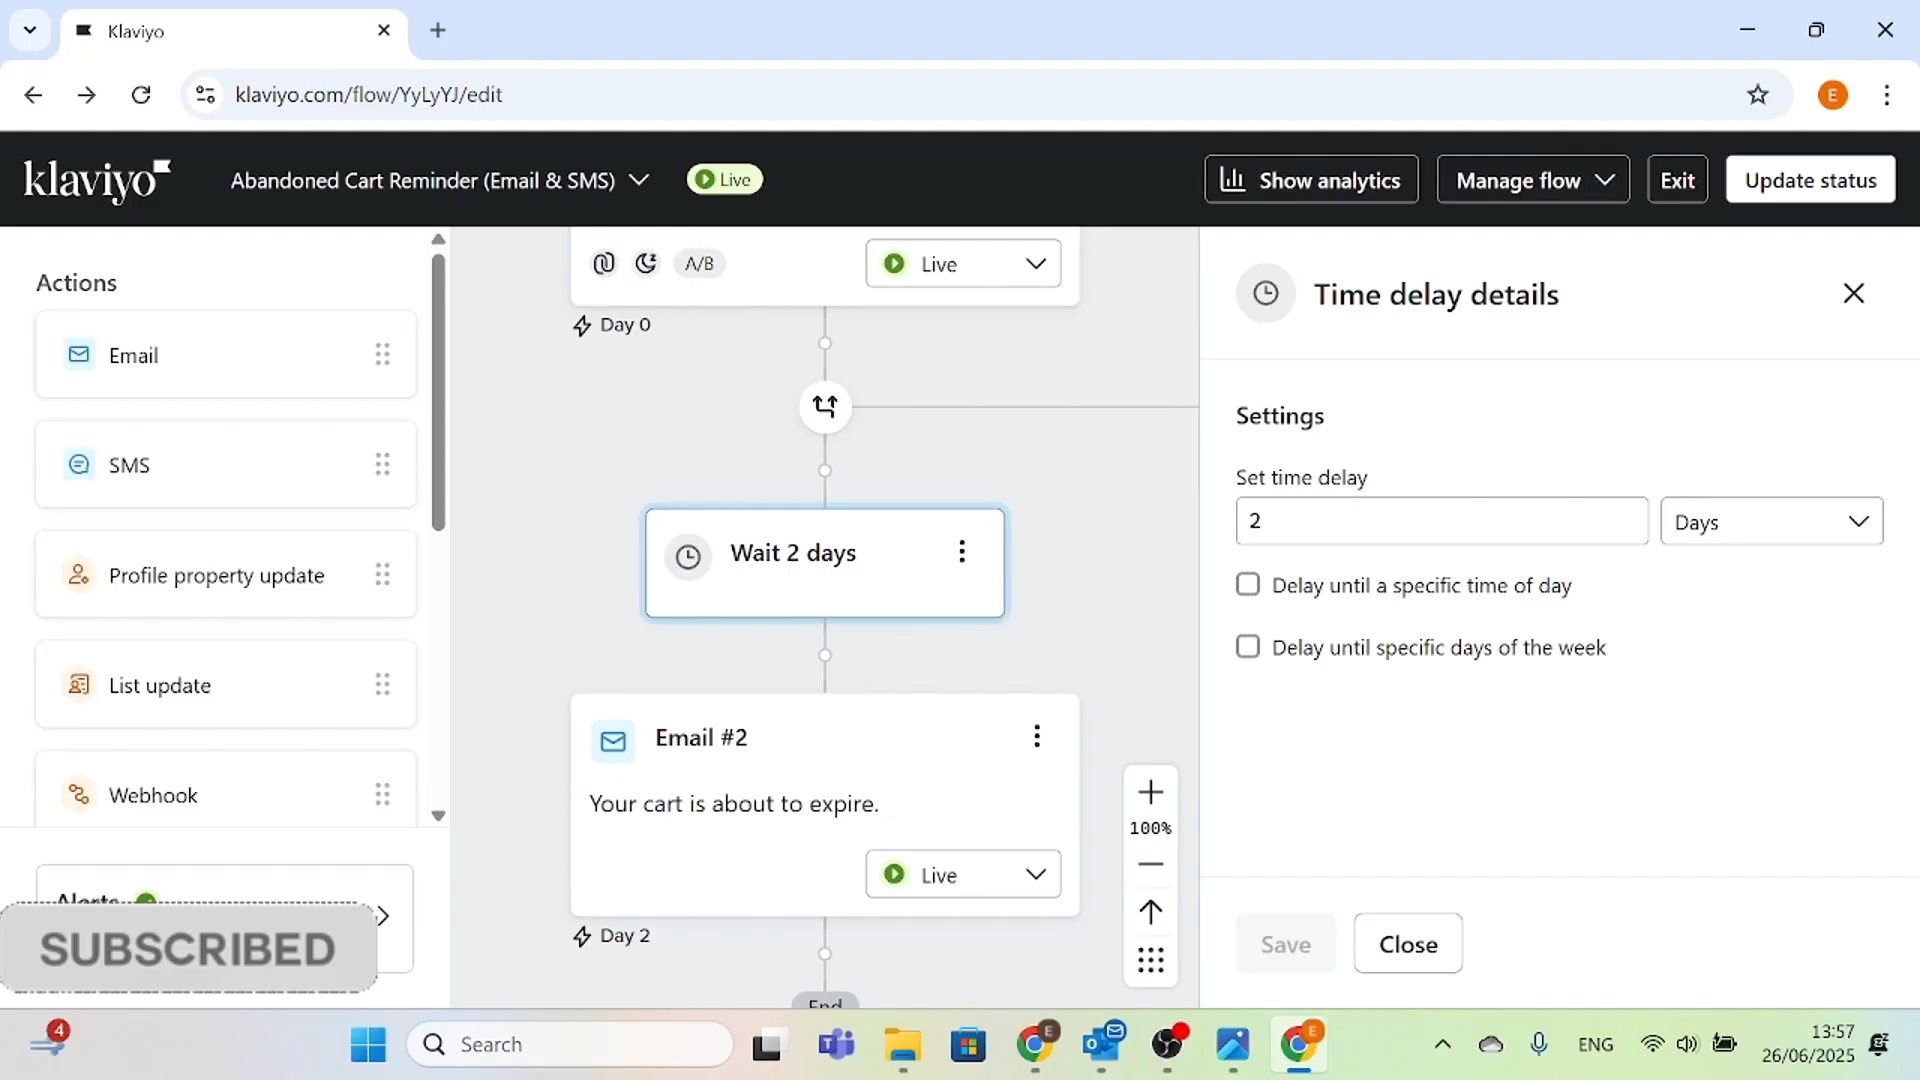 Klaviyo
klaviyo.com/flow/YyLyYJ/edit
E
klaviyo
Abandoned Cart Reminder (Email & SMS)
Live
Show analytics
Manage flow
Exit
Update status
Actions
Email
SMS
Profile property update
List update
Webhook
Alerts
SUBSCRIBED
A/B
Live
Day 0
Wait 2 days
Email #2
Your cart is about to expire.
Live
Day 2
End
100%
Time delay details
Settings
Set time delay
2
Days
Delay until a specific time of day
Delay until specific days of the week
Save
Close
4
Search
E
E
ENG
13:57
26/06/2025